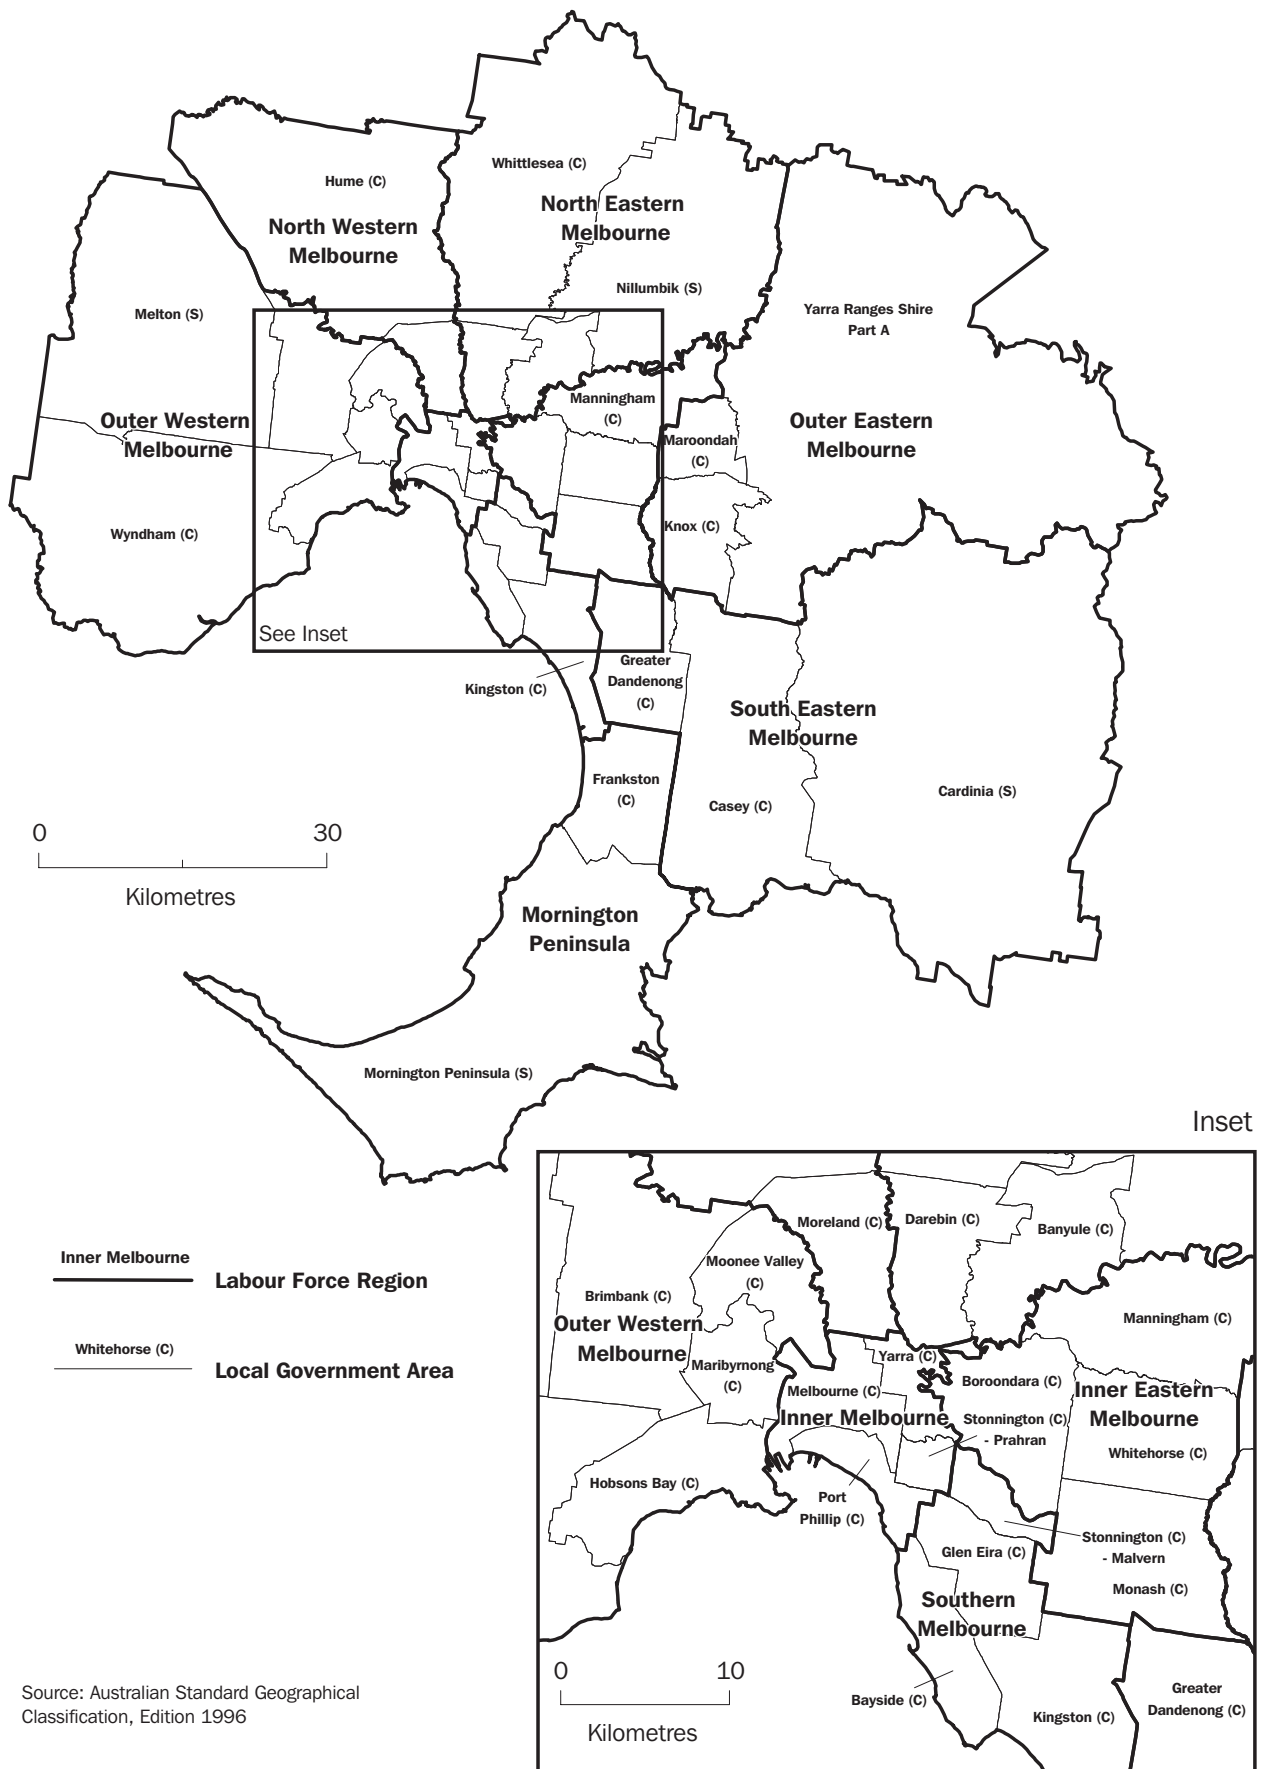 Whittlesea (C)
Hume (C)
North Eastern
Melbourne
North Western
Melbourne
Nillumbik (S)
Melton (S)
Yarra Ranges Shire
Part A
Manningham
(C)
Outer Western
Melbourne
Outer Eastern
Melbourne
Maroondah
(C)
Wyndham (C)
Knox (C)
See Inset
Greater
Dandenong
(C)
Kingston (C)
South Eastern
Melbourne
Frankston
(C)
Casey (C)
Cardinia (S)
0 30
Kilometres
Mornington
Peninsula
Mornington Peninsula (S)
Inset
Moreland (C)
Darebin (C)
Banyule (C)
Moonee Valley
(C)
Brimbank (C)
Manningham (C)
Outer Western
Melbourne
Yarra (C)
Maribyrnong
(C)
Melbourne (C)
Boroondara (C)
Inner Eastern
Melbourne
Inner Melbourne
Stonnington (C)
- Prahran
Whitehorse (C)
Hobsons Bay (C)
Port
Phillip (C)
Stonnington (C)
- Malvern
Glen Eira (C)
Monash (C)
Southern
Melbourne
Bayside (C)
Kingston (C)
Greater
Dandenong (C)
0 10
Kilometres
Inner Melbourne
Labour Force Region
Whitehorse (C)
Local Government Area
Source: Australian Standard Geographical
Classification, Edition 1996